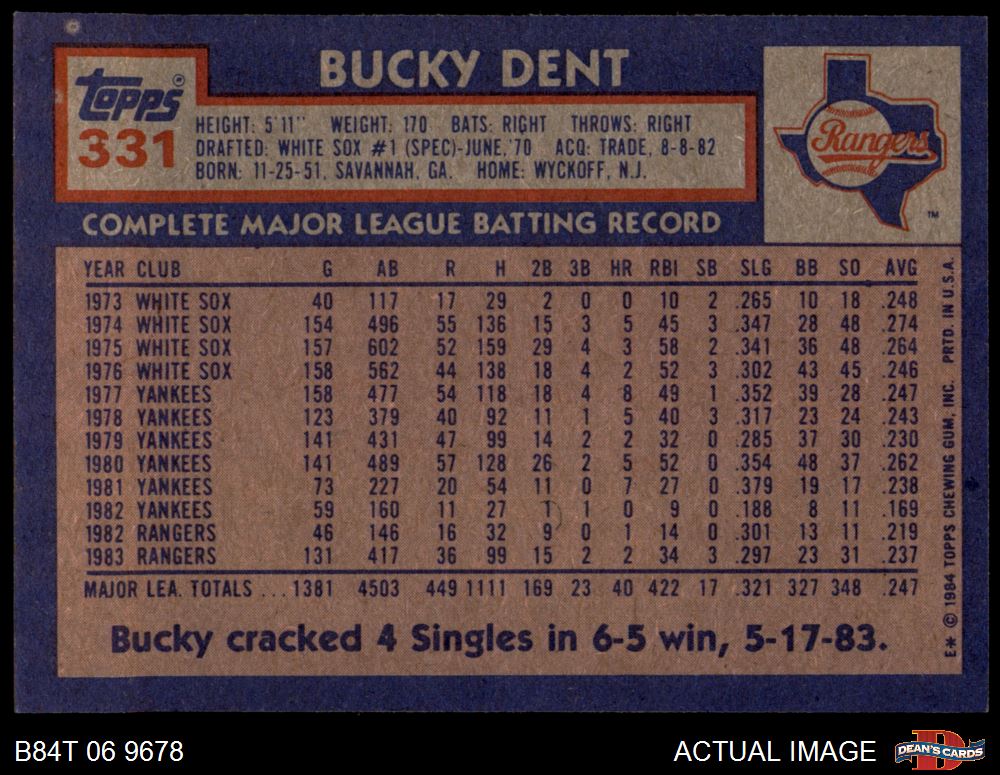 BUCKY DENT
Topps ®
331
HEIGHT: 5'11" WEIGHT: 170 BATS: RIGHT THROWS: RIGHT
DRAFTED: WHITE SOX #1 (SPEC)-JUNE,'70 ACQ: TRADE, 8-8-82
BORN: 11-25-51, SAVANNAH, GA. HOME: WYCKOFF, N.J.
Rangers
TM
COMPLETE MAJOR LEAGUE BATTING RECORD
YEAR CLUB G AB R H 2B 3B HR RBI SB SLG BB SO AVG
1973 WHITE SOX 40 117 17 29 2 0 0 10 2 .265 10 18 .248
1974 WHITE SOX 154 496 55 136 15 3 5 45 3 .347 28 48 .274
1975 WHITE SOX 157 602 52 159 29 4 3 58 2 .341 36 48 .264
1976 WHITE SOX 158 562 44 138 18 4 2 52 3 .302 43 45 .246
1977 YANKEES 158 477 54 118 18 4 8 49 1 .352 39 28 .247
1978 YANKEES 123 379 40 92 11 1 5 40 3 .317 23 24 .243
1979 YANKEES 141 431 47 99 14 2 2 32 0 .285 37 30 .230
1980 YANKEES 141 489 57 128 26 2 5 52 0 .354 48 37 .262
1981 YANKEES 73 227 20 54 11 0 7 27 0 .379 19 17 .238
1982 YANKEES 59 160 11 27 1 1 0 9 0 .188 8 11 .169
1982 RANGERS 46 146 16 32 9 0 1 14 0 .301 13 11 .219
1983 RANGERS 131 417 36 99 15 2 2 34 3 .297 23 31 .237
MAJOR LEA. TOTALS ... 1381 4503 449 1111 169 23 40 422 17 .321 327 348 .247
Bucky cracked 4 Singles in 6-5 win, 5-17-83.
E* © 1984 TOPPS CHEWING GUM, INC. PRTD. IN U.S.A.
B84T 06 9678
ACTUAL IMAGE
DEAN'S CARDS